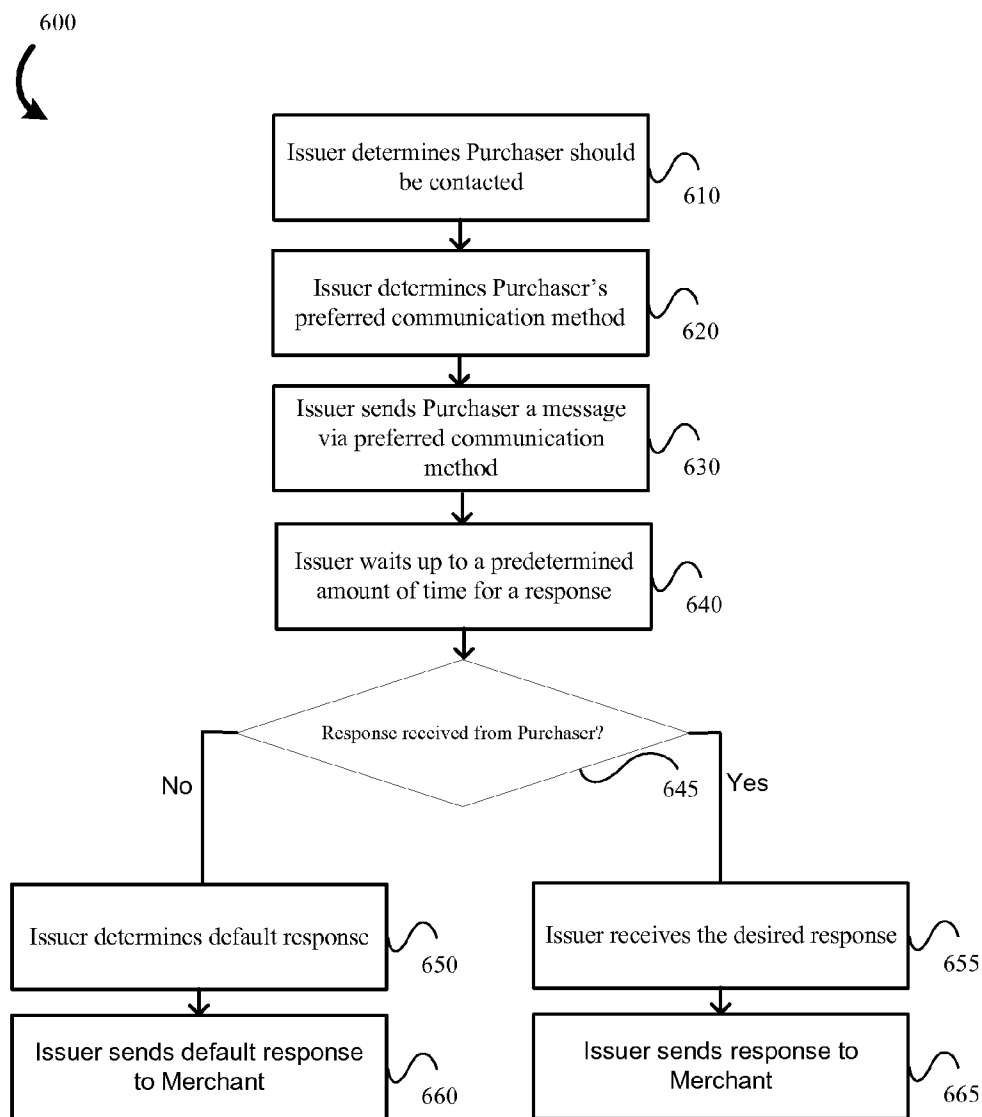 600
Issuer determines Purchaser should
be contacted
610
Issuer determines Purchaser's
preferred communication method
620
Issuer sends Purchaser a message
via preferred communication
method
630
Issuer waits up to a predetermined
amount of time for a response
640
Response received from Purchaser?
645
No
Yes
Issuer determines default response
650
Issuer receives the desired response
655
Issuer sends default response
to Merchant
660
Issuer sends response to
Merchant
665